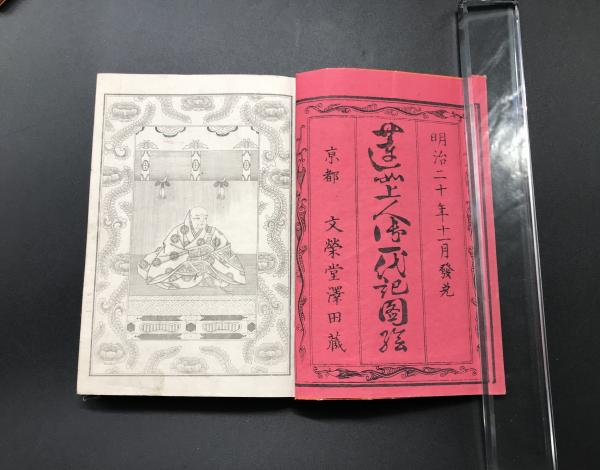 明治二十年十一月發兌
蓮如上人御一代記図絵
京都 文榮堂澤田藏